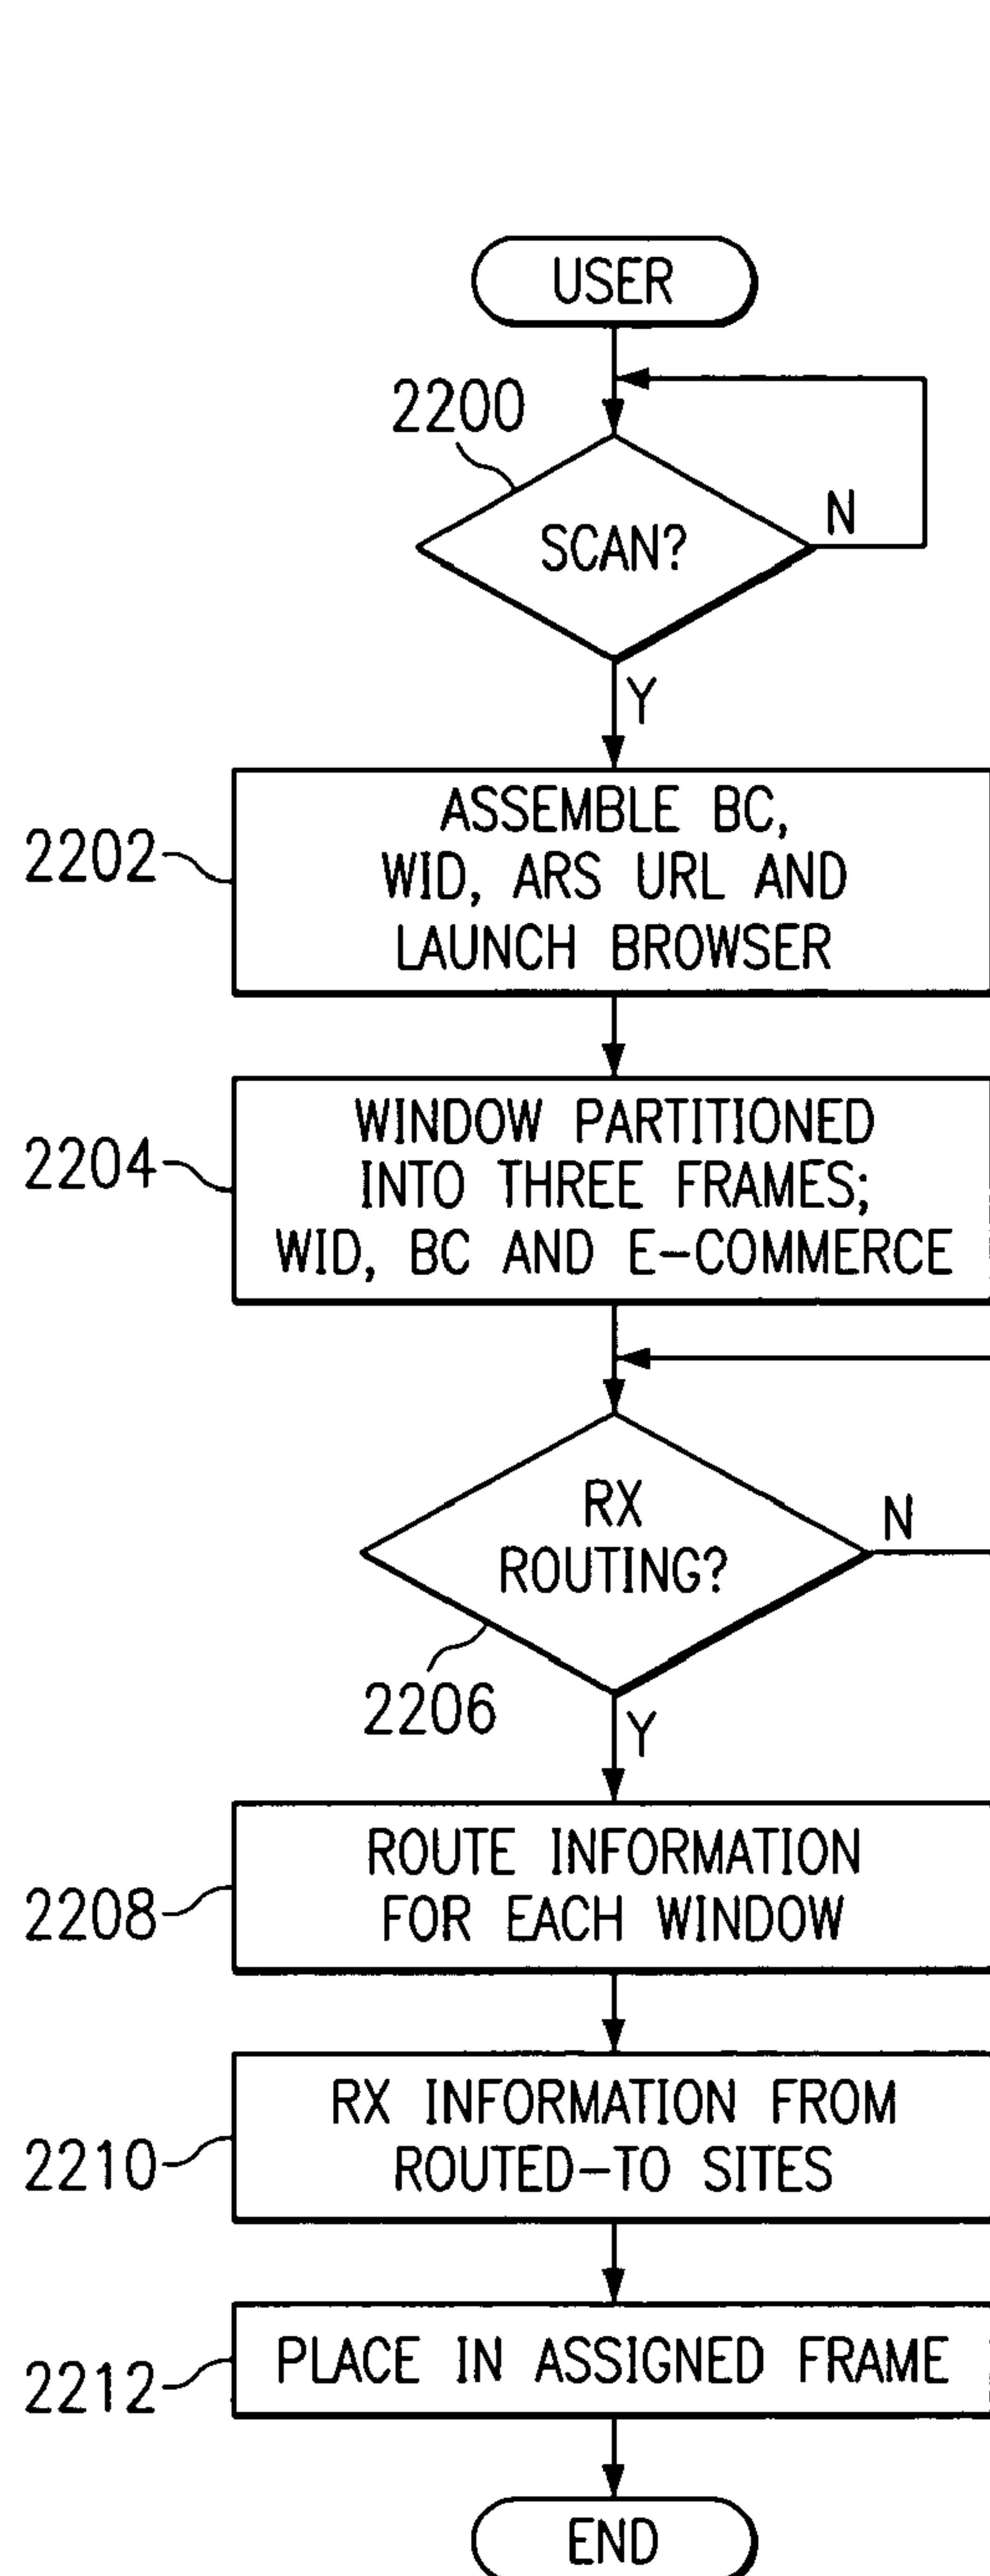 USER
2200
SCAN?
N
Y
2202
ASSEMBLE BC,
WID, ARS URL AND
LAUNCH BROWSER
2204
WINDOW PARTITIONED
INTO THREE FRAMES;
WID, BC AND E-COMMERCE
RX
ROUTING?
N
2206
Y
2208
ROUTE INFORMATION
FOR EACH WINDOW
2210
RX INFORMATION FROM
ROUTED-TO SITES
2212
PLACE IN ASSIGNED FRAME
END